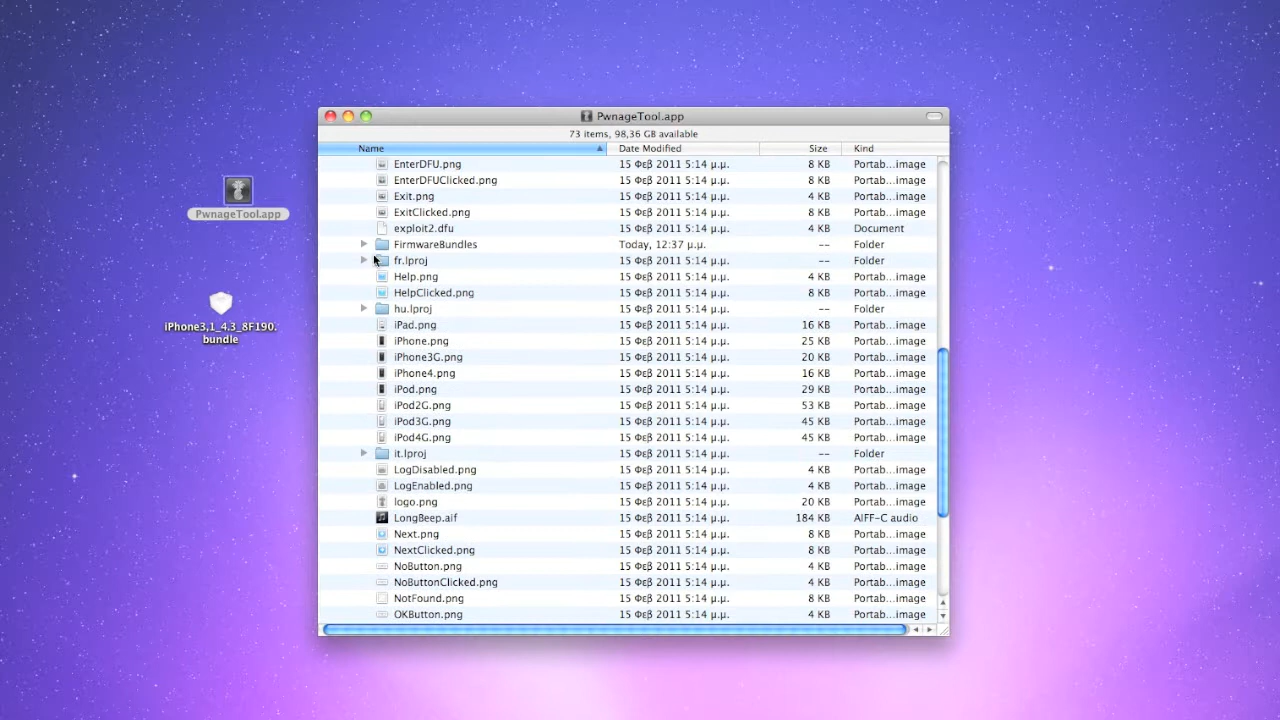 PwnageTool.app
73 items, 98,36 GB available
Name Date Modified Size Kind
EnterDFU.png 15 Φεβ 2011 5:14 μ.μ. 8 KB Portab...image
EnterDFUClicked.png 15 Φεβ 2011 5:14 μ.μ. 8 KB Portab...image
Exit.png 15 Φεβ 2011 5:14 μ.μ. 4 KB Portab...image
ExitClicked.png 15 Φεβ 2011 5:14 μ.μ. 8 KB Portab...image
exploit2.dfu 15 Φεβ 2011 5:14 μ.μ. 4 KB Document
FirmwareBundles Today, 12:37 μ.μ. -- Folder
fr.lproj 15 Φεβ 2011 5:14 μ.μ. -- Folder
Help.png 15 Φεβ 2011 5:14 μ.μ. 4 KB Portab...image
HelpClicked.png 15 Φεβ 2011 5:14 μ.μ. 8 KB Portab...image
hu.lproj 15 Φεβ 2011 5:14 μ.μ. -- Folder
iPad.png 15 Φεβ 2011 5:14 μ.μ. 16 KB Portab...image
iPhone.png 15 Φεβ 2011 5:14 μ.μ. 25 KB Portab...image
iPhone3G.png 15 Φεβ 2011 5:14 μ.μ. 20 KB Portab...image
iPhone4.png 15 Φεβ 2011 5:14 μ.μ. 16 KB Portab...image
iPod.png 15 Φεβ 2011 5:14 μ.μ. 29 KB Portab...image
iPod2G.png 15 Φεβ 2011 5:14 μ.μ. 53 KB Portab...image
iPod3G.png 15 Φεβ 2011 5:14 μ.μ. 45 KB Portab...image
iPod4G.png 15 Φεβ 2011 5:14 μ.μ. 45 KB Portab...image
it.lproj 15 Φεβ 2011 5:14 μ.μ. -- Folder
LogDisabled.png 15 Φεβ 2011 5:14 μ.μ. 4 KB Portab...image
LogEnabled.png 15 Φεβ 2011 5:14 μ.μ. 4 KB Portab...image
logo.png 15 Φεβ 2011 5:14 μ.μ. 20 KB Portab...image
LongBeep.aif 15 Φεβ 2011 5:14 μ.μ. 184 KB AIFF-C audio
Next.png 15 Φεβ 2011 5:14 μ.μ. 8 KB Portab...image
NextClicked.png 15 Φεβ 2011 5:14 μ.μ. 8 KB Portab...image
NoButton.png 15 Φεβ 2011 5:14 μ.μ. 4 KB Portab...image
NoButtonClicked.png 15 Φεβ 2011 5:14 μ.μ. 4 KB Portab...image
NotFound.png 15 Φεβ 2011 5:14 μ.μ. 8 KB Portab...image
OKButton.png 15 Φεβ 2011 5:14 μ.μ. 4 KB Portab...image
PwnageTool.app
iPhone3,1_4.3_8F190.
bundle